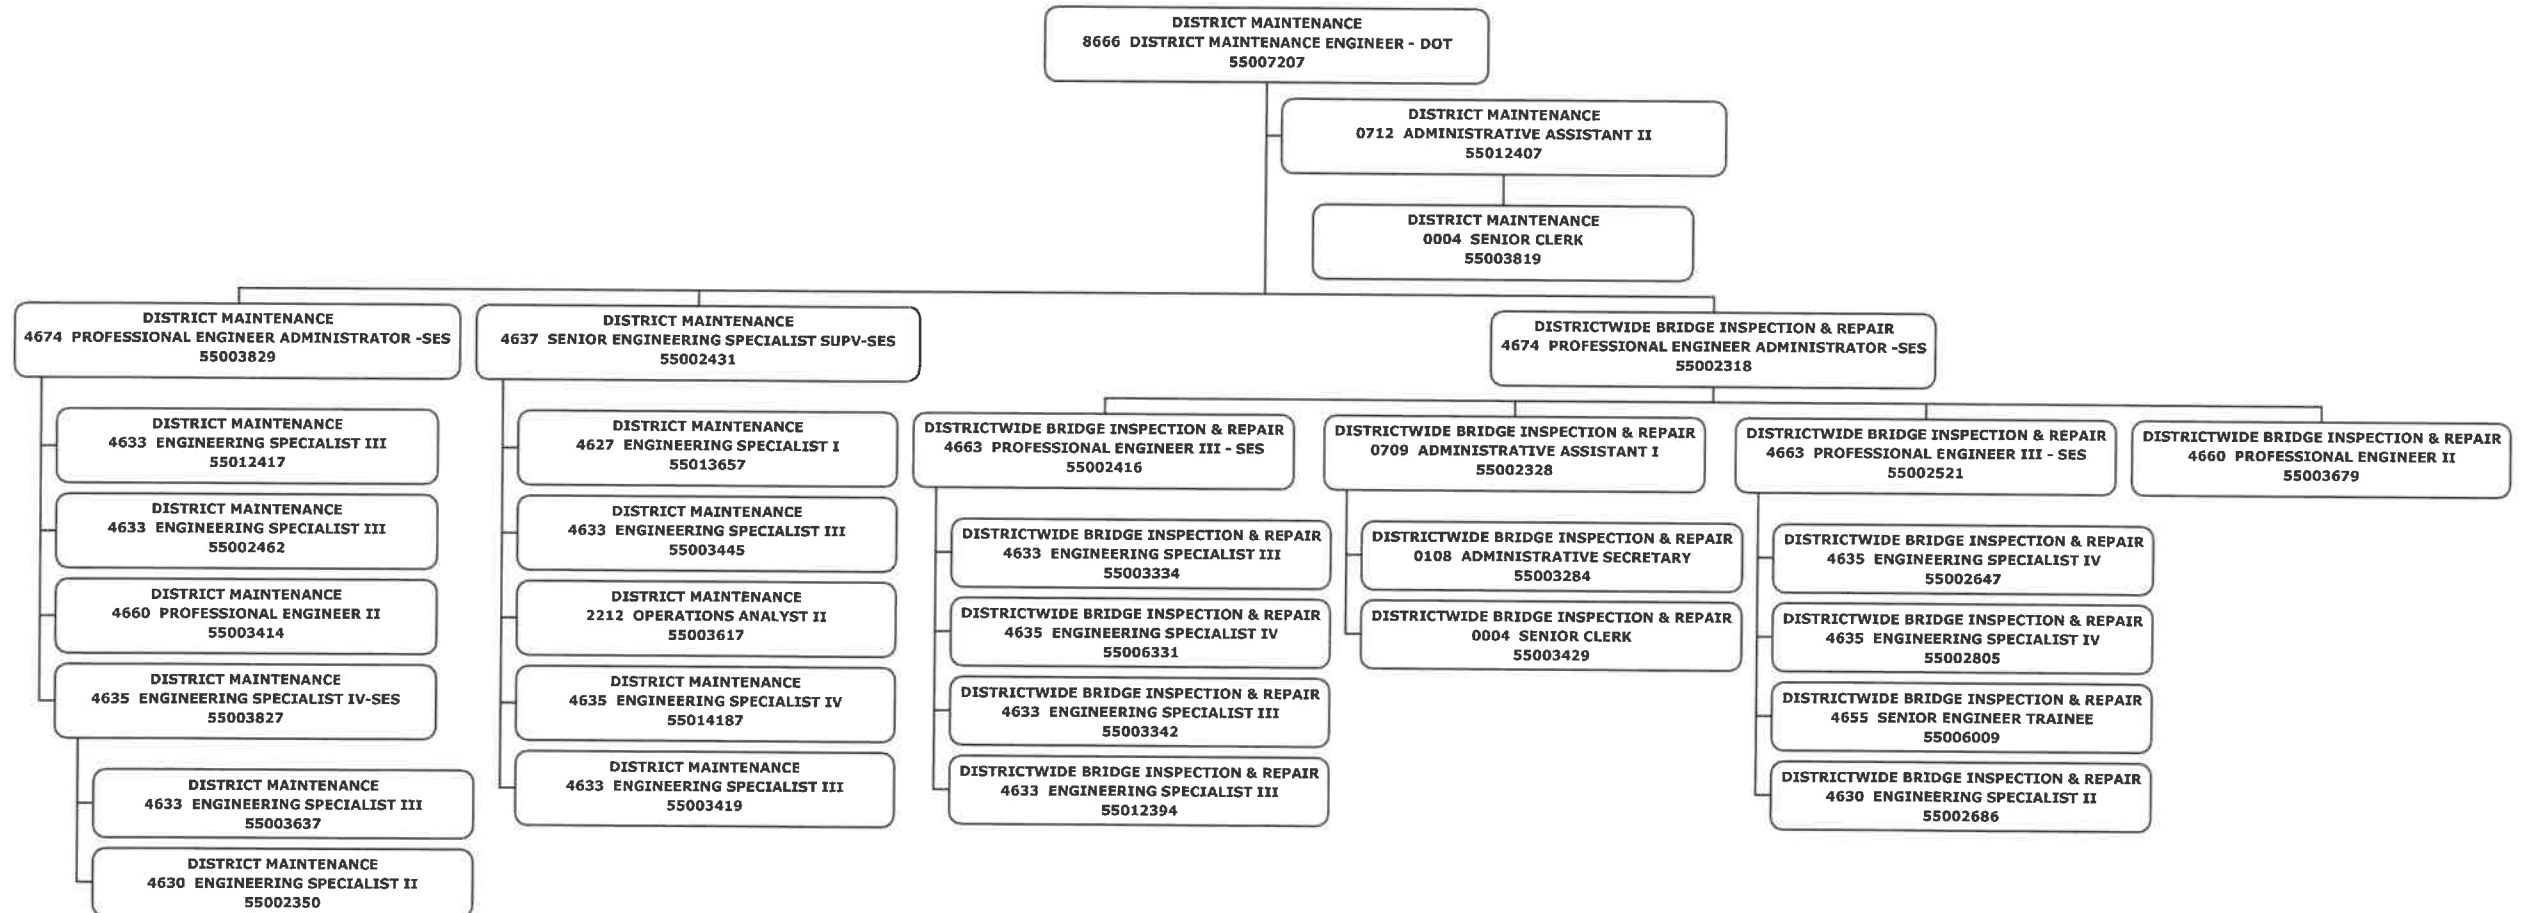 DISTRICT MAINTENANCE
8666 DISTRICT MAINTENANCE ENGINEER - DOT
55007207
DISTRICT MAINTENANCE
0712 ADMINISTRATIVE ASSISTANT II
55012407
DISTRICT MAINTENANCE
0004 SENIOR CLERK
55003819
DISTRICT MAINTENANCE
4674 PROFESSIONAL ENGINEER ADMINISTRATOR -SES
55003829
DISTRICT MAINTENANCE
4633 ENGINEERING SPECIALIST III
55012417
DISTRICT MAINTENANCE
4633 ENGINEERING SPECIALIST III
55002462
DISTRICT MAINTENANCE
4660 PROFESSIONAL ENGINEER II
55003414
DISTRICT MAINTENANCE
4635 ENGINEERING SPECIALIST IV-SES
55003827
DISTRICT MAINTENANCE
4633 ENGINEERING SPECIALIST III
55003637
DISTRICT MAINTENANCE
4630 ENGINEERING SPECIALIST II
55002350
DISTRICT MAINTENANCE
4637 SENIOR ENGINEERING SPECIALIST SUPV-SES
55002431
DISTRICT MAINTENANCE
4627 ENGINEERING SPECIALIST I
55013657
DISTRICT MAINTENANCE
4633 ENGINEERING SPECIALIST III
55003445
DISTRICT MAINTENANCE
2212 OPERATIONS ANALYST II
55003617
DISTRICT MAINTENANCE
4635 ENGINEERING SPECIALIST IV
55014187
DISTRICT MAINTENANCE
4633 ENGINEERING SPECIALIST III
55003419
DISTRICTWIDE BRIDGE INSPECTION & REPAIR
4674 PROFESSIONAL ENGINEER ADMINISTRATOR -SES
55002318
DISTRICTWIDE BRIDGE INSPECTION & REPAIR
4663 PROFESSIONAL ENGINEER III - SES
55002416
DISTRICTWIDE BRIDGE INSPECTION & REPAIR
4633 ENGINEERING SPECIALIST III
55003334
DISTRICTWIDE BRIDGE INSPECTION & REPAIR
4635 ENGINEERING SPECIALIST IV
55006331
DISTRICTWIDE BRIDGE INSPECTION & REPAIR
4633 ENGINEERING SPECIALIST III
55003342
DISTRICTWIDE BRIDGE INSPECTION & REPAIR
4633 ENGINEERING SPECIALIST III
55012394
DISTRICTWIDE BRIDGE INSPECTION & REPAIR
0709 ADMINISTRATIVE ASSISTANT I
55002328
DISTRICTWIDE BRIDGE INSPECTION & REPAIR
0108 ADMINISTRATIVE SECRETARY
55003284
DISTRICTWIDE BRIDGE INSPECTION & REPAIR
0004 SENIOR CLERK
55003429
DISTRICTWIDE BRIDGE INSPECTION & REPAIR
4663 PROFESSIONAL ENGINEER III - SES
55002521
DISTRICTWIDE BRIDGE INSPECTION & REPAIR
4635 ENGINEERING SPECIALIST IV
55002647
DISTRICTWIDE BRIDGE INSPECTION & REPAIR
4635 ENGINEERING SPECIALIST IV
55002805
DISTRICTWIDE BRIDGE INSPECTION & REPAIR
4655 SENIOR ENGINEER TRAINEE
55006009
DISTRICTWIDE BRIDGE INSPECTION & REPAIR
4630 ENGINEERING SPECIALIST II
55002686
DISTRICTWIDE BRIDGE INSPECTION & REPAIR
4660 PROFESSIONAL ENGINEER II
55003679